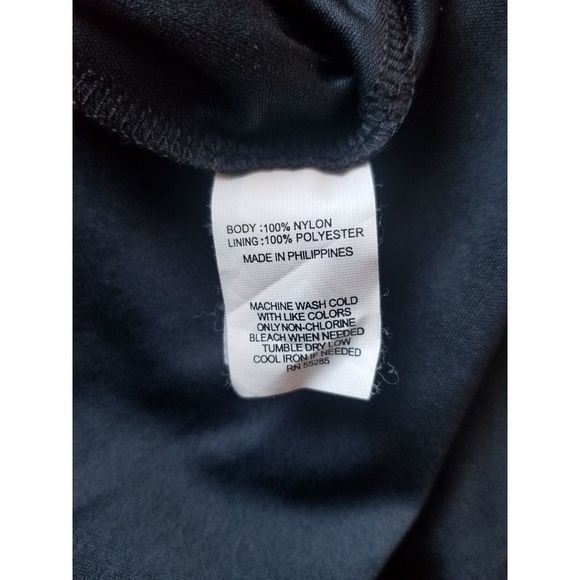 BODY :100% NYLON
LINING :100% POLYESTER
MADE IN PHILIPPINES
MACHINE WASH COLD
WITH LIKE COLORS
ONLY NON-CHLORINE
BLEACH WHEN NEEDED
TUMBLE DRY LOW
COOL IRON IF NEEDED
RN 55285